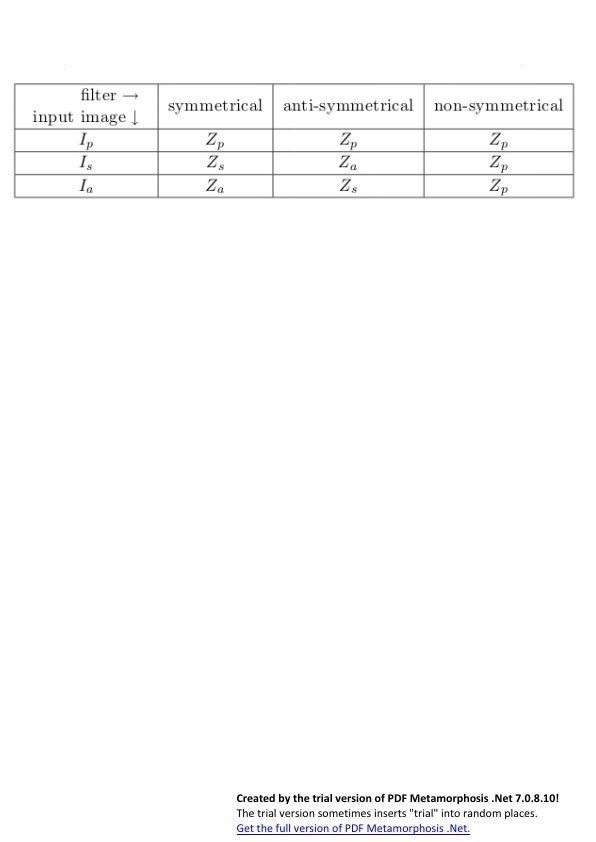 filter →
input image ↓ symmetrical anti-symmetrical non-symmetrical
I_p Z_p Z_p Z_p
I_s Z_s Z_a Z_p
I_a Z_a Z_s Z_p
Created by the trial version of PDF Metamorphosis .Net 7.0.8.10!
The trial version sometimes inserts "trial" into random places.
Get the full version of PDF Metamorphosis .Net.